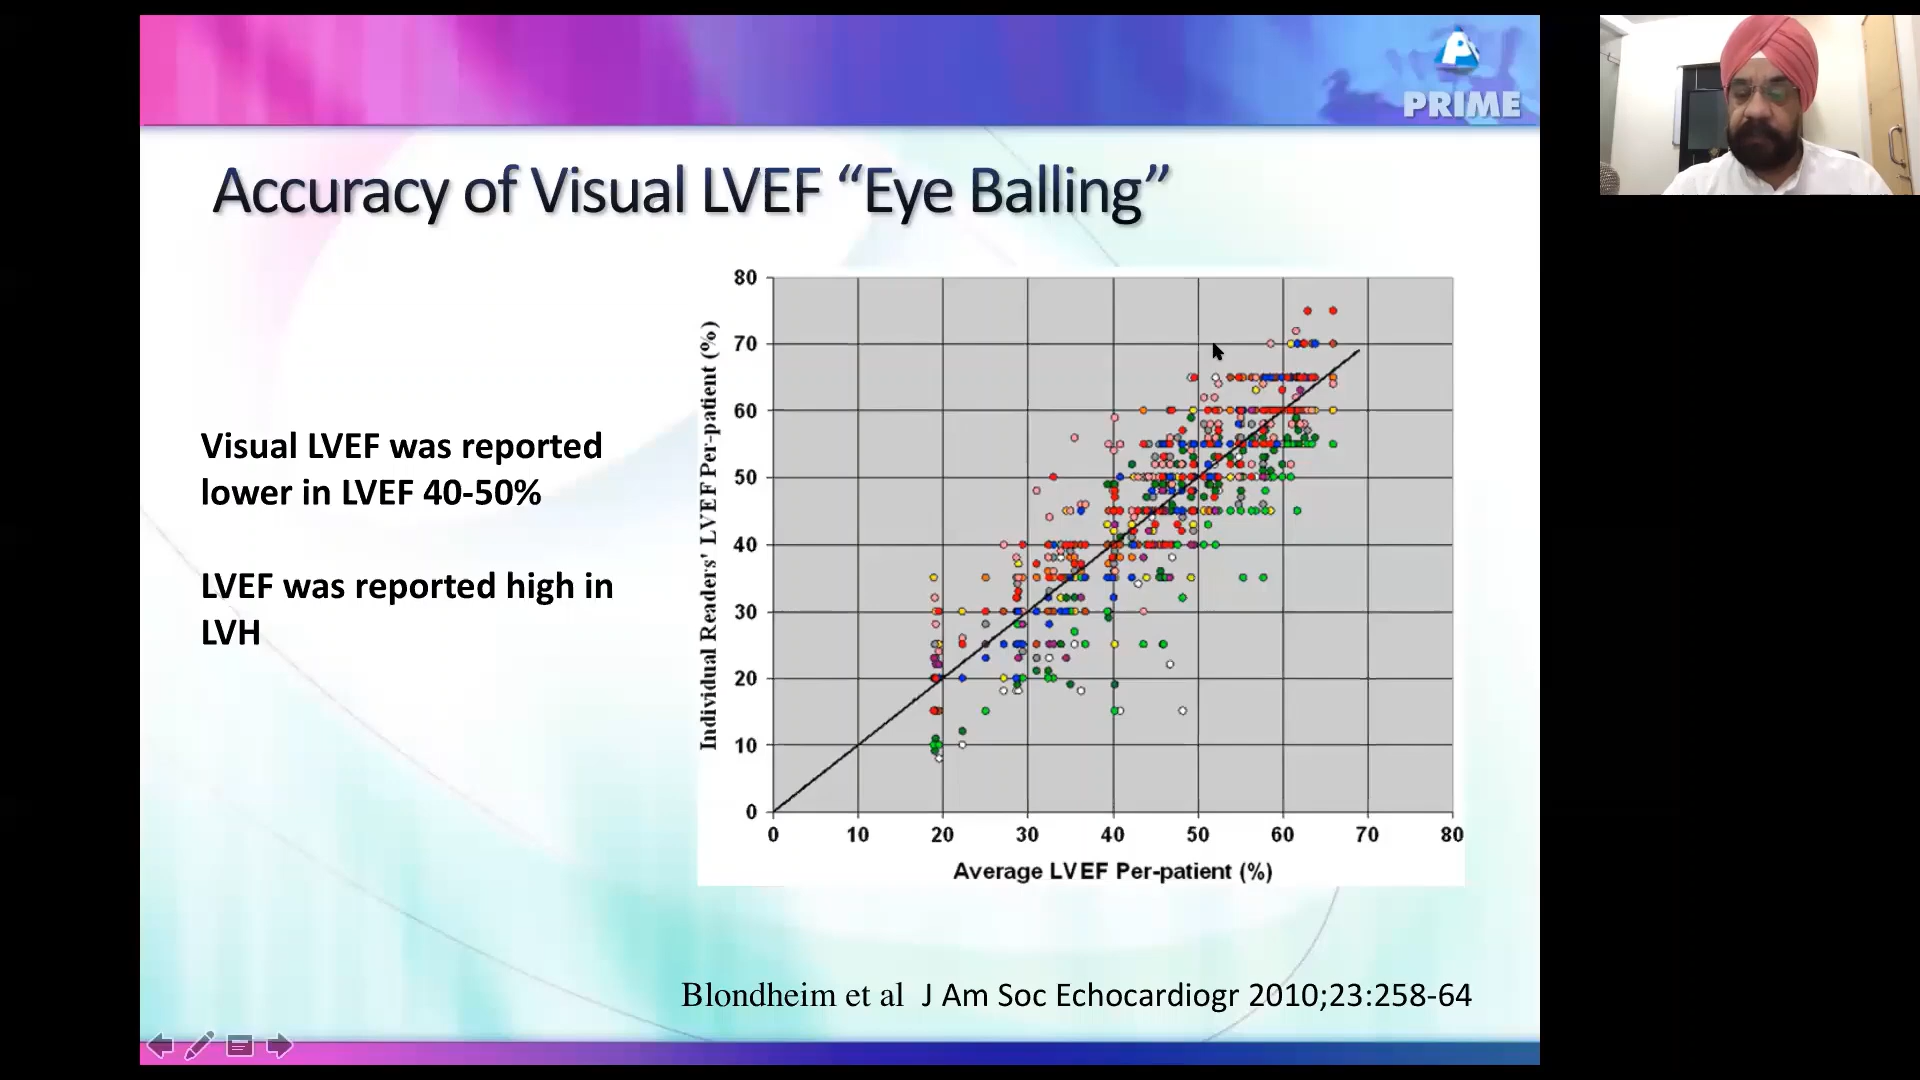 PRIME
Accuracy of Visual LVEF “Eye Balling”
Visual LVEF was reported
lower in LVEF 40-50%
LVEF was reported high in
LVH
Individual Readers' LVEF Per-patient (%)
80
70
60
50
40
30
20
10
0
0 10 20 30 40 50 60 70 80
Average LVEF Per-patient (%)
Blondheim et al J Am Soc Echocardiogr 2010;23:258-64